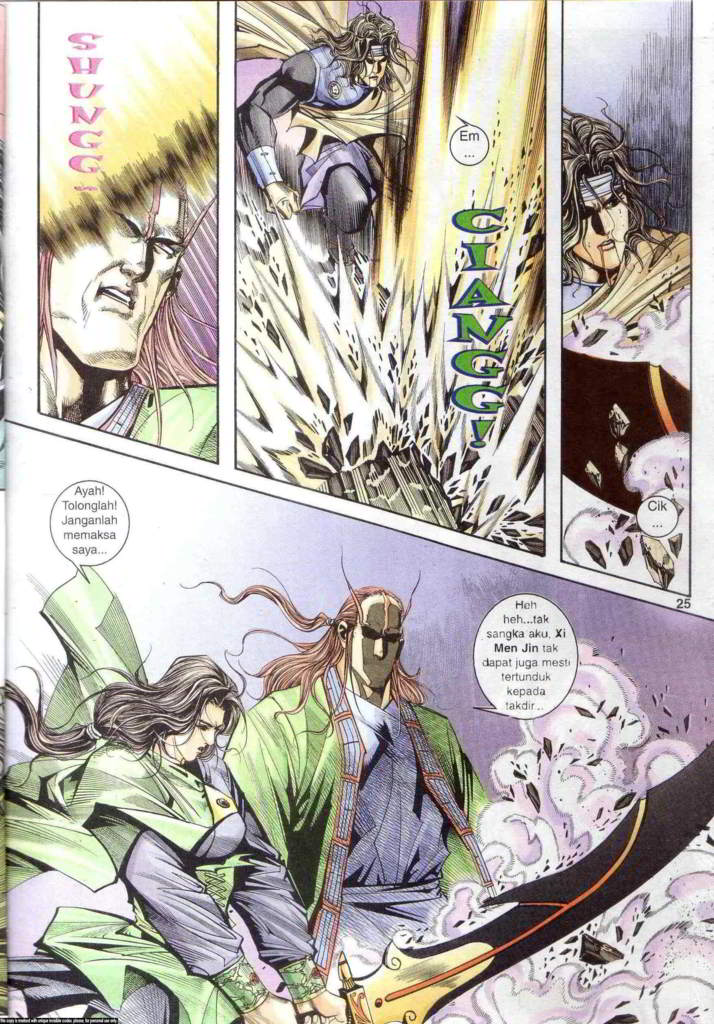 SHUNGG!
Em
...
CIANGG!
Cik
...
25
Ayah!
Tolonglah!
Janganlah
memaksa
saya...
Heh
heh...tak
sangka aku, Xi
Men Jin tak
dapat juga mesti
tertunduk
kepada
takdir...